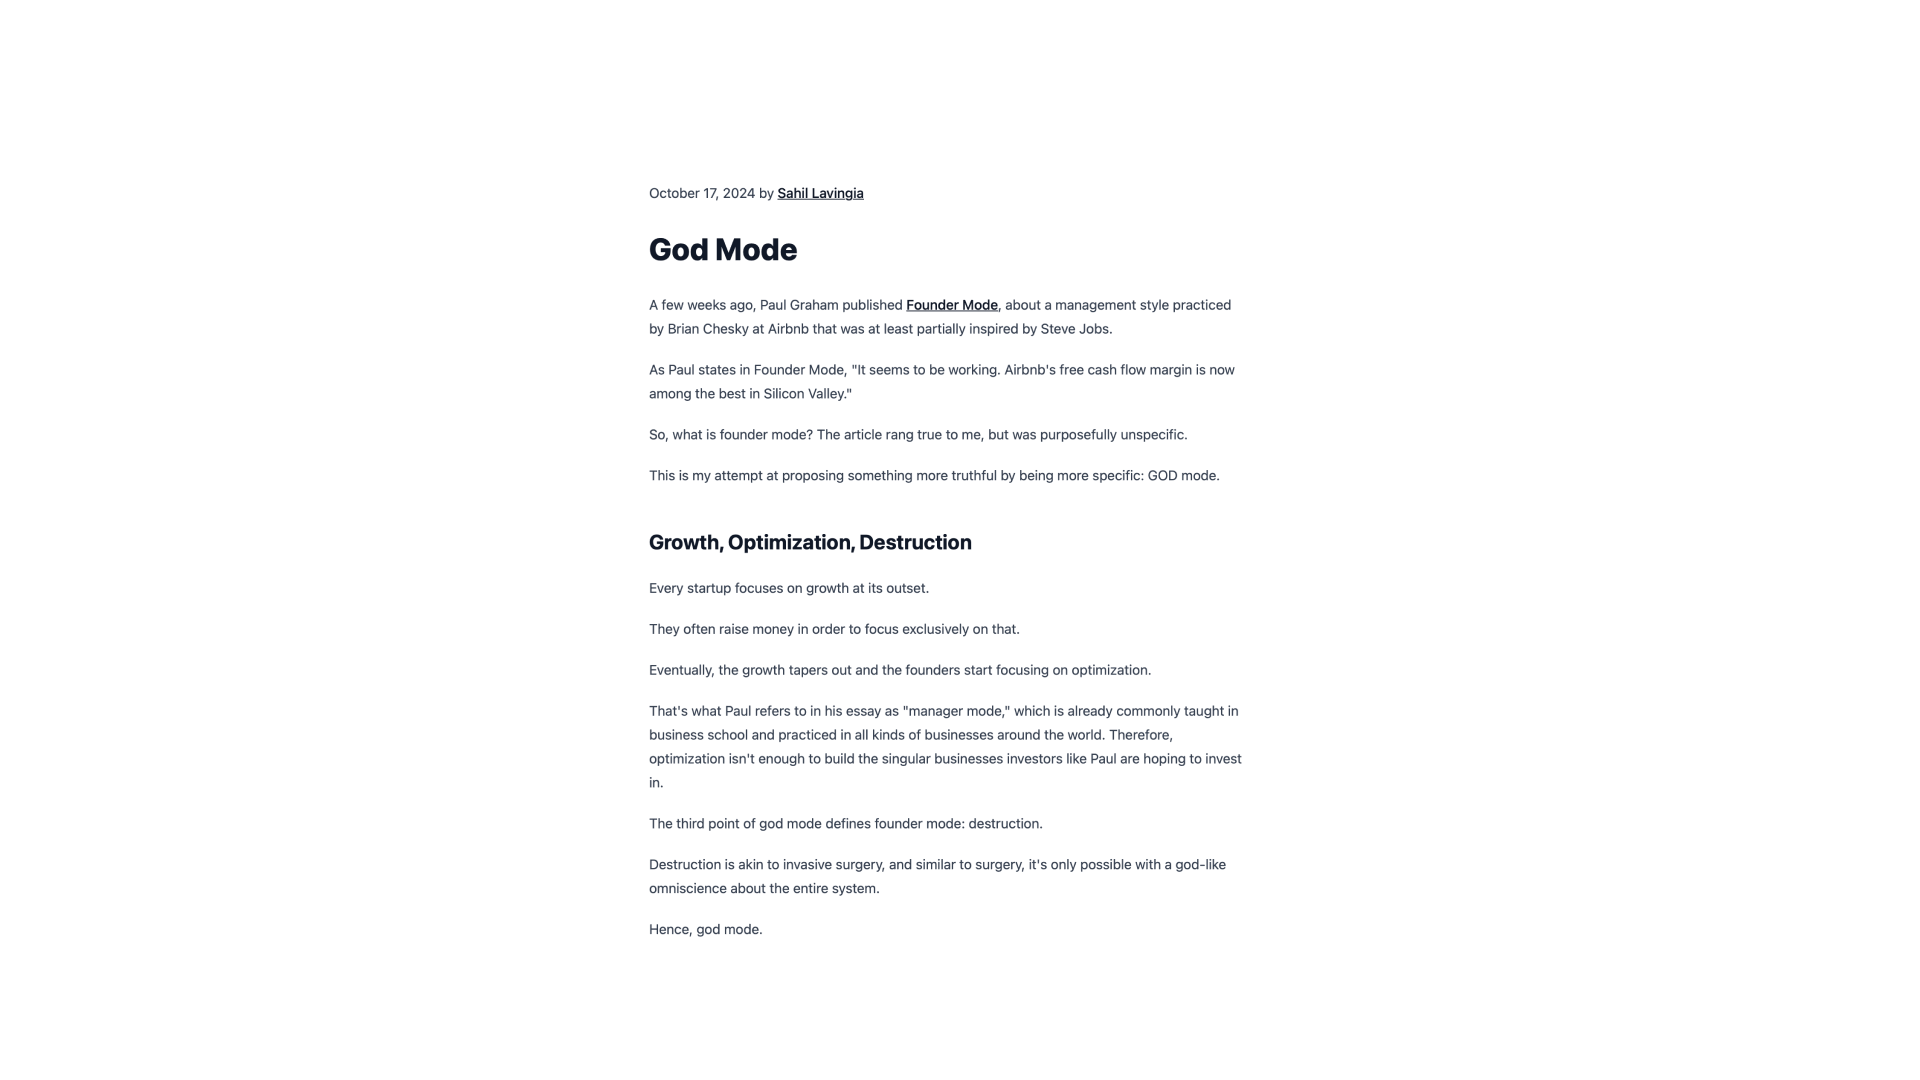 October 17, 2024 by Sahil Lavingia
God Mode
A few weeks ago, Paul Graham published Founder Mode, about a management style practiced
by Brian Chesky at Airbnb that was at least partially inspired by Steve Jobs.
As Paul states in Founder Mode, "It seems to be working. Airbnb's free cash flow margin is now
among the best in Silicon Valley."
So, what is founder mode? The article rang true to me, but was purposefully unspecific.
This is my attempt at proposing something more truthful by being more specific: GOD mode.
Growth, Optimization, Destruction
Every startup focuses on growth at its outset.
They often raise money in order to focus exclusively on that.
Eventually, the growth tapers out and the founders start focusing on optimization.
That's what Paul refers to in his essay as "manager mode," which is already commonly taught in
business school and practiced in all kinds of businesses around the world. Therefore,
optimization isn't enough to build the singular businesses investors like Paul are hoping to invest
in.
The third point of god mode defines founder mode: destruction.
Destruction is akin to invasive surgery, and similar to surgery, it's only possible with a god-like
omniscience about the entire system.
Hence, god mode.